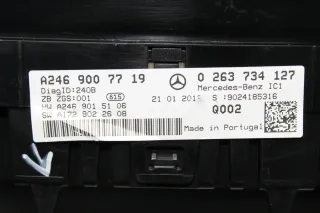 A246 900 77 19
0 263 734 127
DiagID:240B
Mercedes-Benz IC1
ZB ZGS:001
615
21 01 2015
S :9024185316
HW A246 901 51 06
Q002
SW A172 902 26 08
Made in Portugal